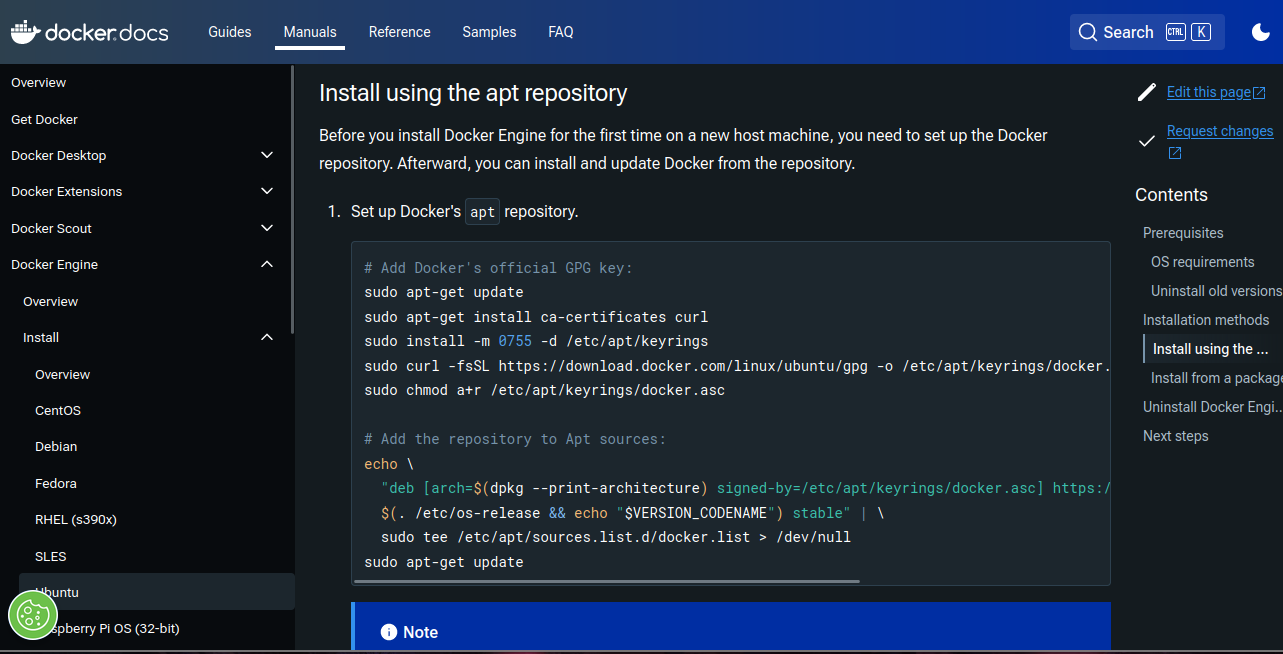 docker.docs
Guides
Manuals
Reference
Samples
FAQ
Search CTRL K
Overview
Get Docker
Docker Desktop
Docker Extensions
Docker Scout
Docker Engine
Overview
Install
Overview
CentOS
Debian
Fedora
RHEL (s390x)
SLES
Ubuntu
spberry Pi OS (32-bit)
Install using the apt repository
Before you install Docker Engine for the first time on a new host machine, you need to set up the Docker
repository. Afterward, you can install and update Docker from the repository.
1. Set up Docker's apt repository.
# Add Docker's official GPG key:
sudo apt-get update
sudo apt-get install ca-certificates curl
sudo install -m 0755 -d /etc/apt/keyrings
sudo curl -fsSL https://download.docker.com/linux/ubuntu/gpg -o /etc/apt/keyrings/docker.
sudo chmod a+r /etc/apt/keyrings/docker.asc
# Add the repository to Apt sources:
echo \
"deb [arch=$(dpkg --print-architecture) signed-by=/etc/apt/keyrings/docker.asc] https:/
$(. /etc/os-release && echo "$VERSION_CODENAME") stable" | \
sudo tee /etc/apt/sources.list.d/docker.list > /dev/null
sudo apt-get update
Note
Edit this page
Request changes
Contents
Prerequisites
OS requirements
Uninstall old versions
Installation methods
Install using the ...
Install from a package
Uninstall Docker Engi...
Next steps